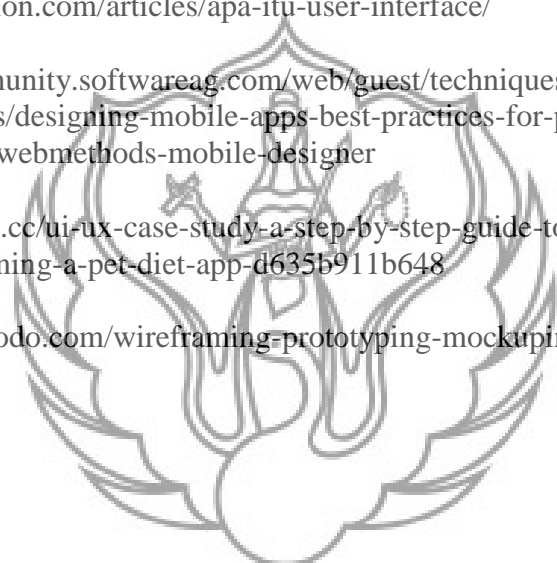 ion.com/articles/apa-itu-user-interface/
unity.softwareag.com/web/guest/techniques
s/designing-mobile-apps-best-practices-for-p
webmethods-mobile-designer
.cc/ui-ux-case-study-a-step-by-step-guide-to
ning-a-pet-diet-app-d635b911b648
odo.com/wireframing-prototyping-mockupin